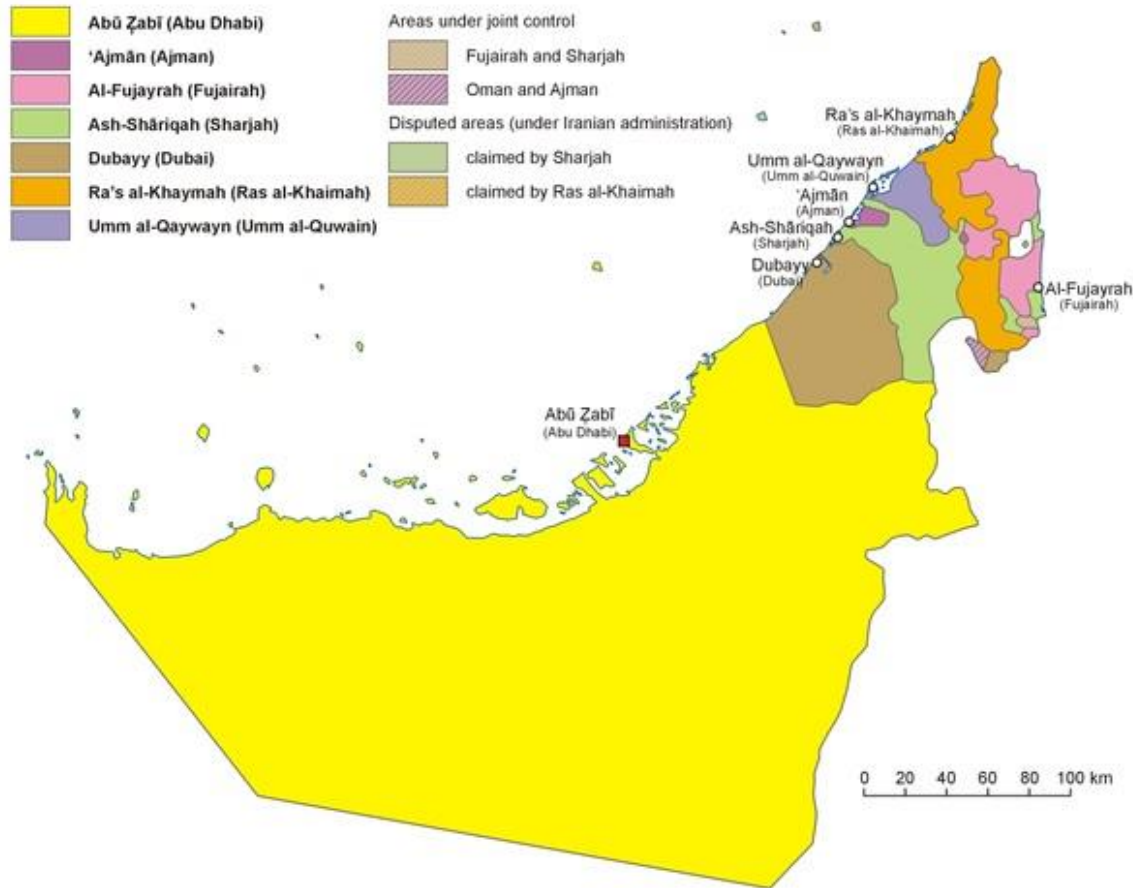 Abū Ẓabī (Abu Dhabi)
‘Ajmān (Ajman)
Al-Fujayrah (Fujairah)
Ash-Shāriqah (Sharjah)
Dubayy (Dubai)
Ra’s al-Khaymah (Ras al-Khaimah)
Umm al-Qaywayn (Umm al-Quwain)
Areas under joint control
Fujairah and Sharjah
Oman and Ajman
Disputed areas (under Iranian administration)
claimed by Sharjah
claimed by Ras al-Khaimah
Ra’s al-Khaymah
(Ras al-Khaimah)
Umm al-Qaywayn
(Umm al-Quwain)
‘Ajmān
(Ajman)
Ash-Shāriqah
(Sharjah)
Dubayy
(Dubai)
Al-Fujayrah
(Fujairah)
Abū Ẓabī
(Abu Dhabi)
0 20 40 60 80 100 km